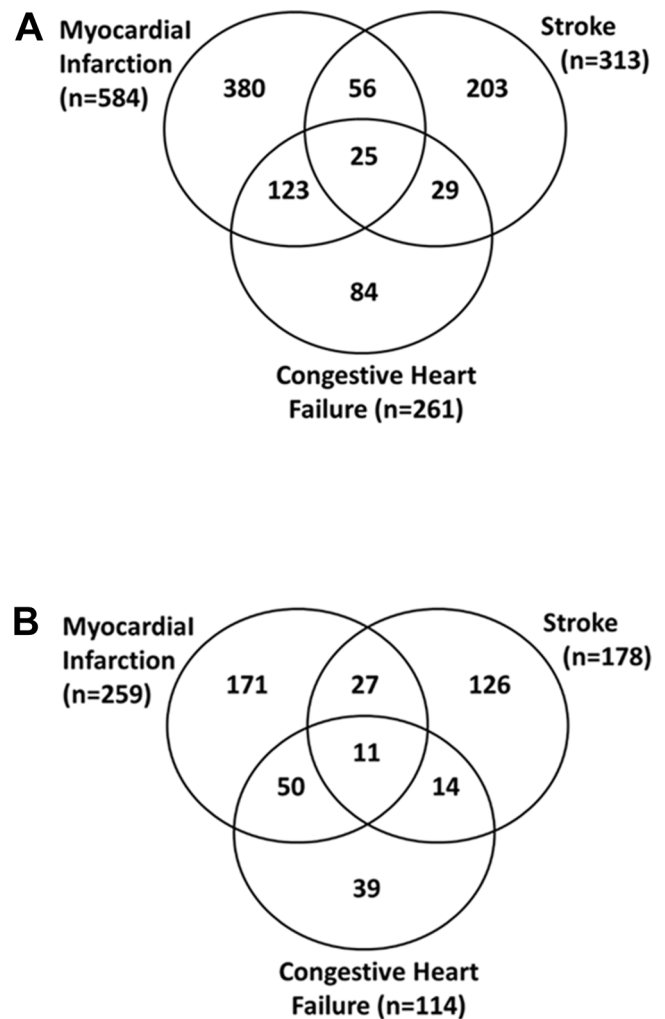 A
Myocardial
Infarction
(n=584)
Stroke
(n=313)
380
56
203
25
123
29
84
Congestive Heart
Failure (n=261)
B
Myocardial
Infarction
(n=259)
Stroke
(n=178)
171
27
126
11
50
14
39
Congestive Heart
Failure (n=114)